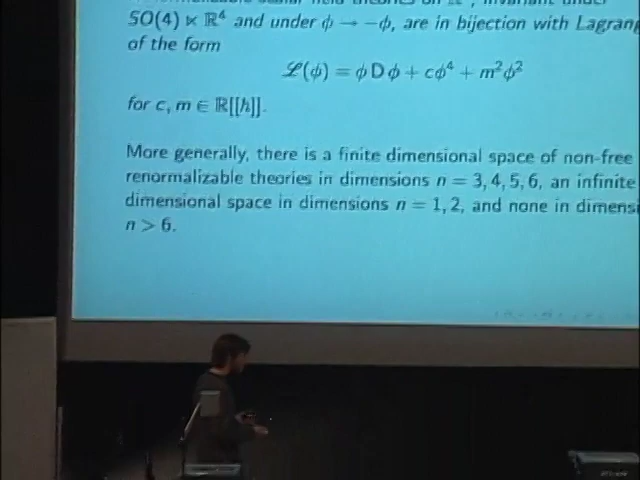 SO(4) ⋉ ℝ⁴ and under ϕ → −ϕ, are in bijection with Lagrang
of the form
ℒ(ϕ) = ϕ D ϕ + cϕ⁴ + m²ϕ²
for c, m ∈ ℝ[[ℏ]].
More generally, there is a finite dimensional space of non-free
renormalizable theories in dimensions n = 3, 4, 5, 6, an infinite
dimensional space in dimensions n = 1, 2, and none in dimensi
n > 6.